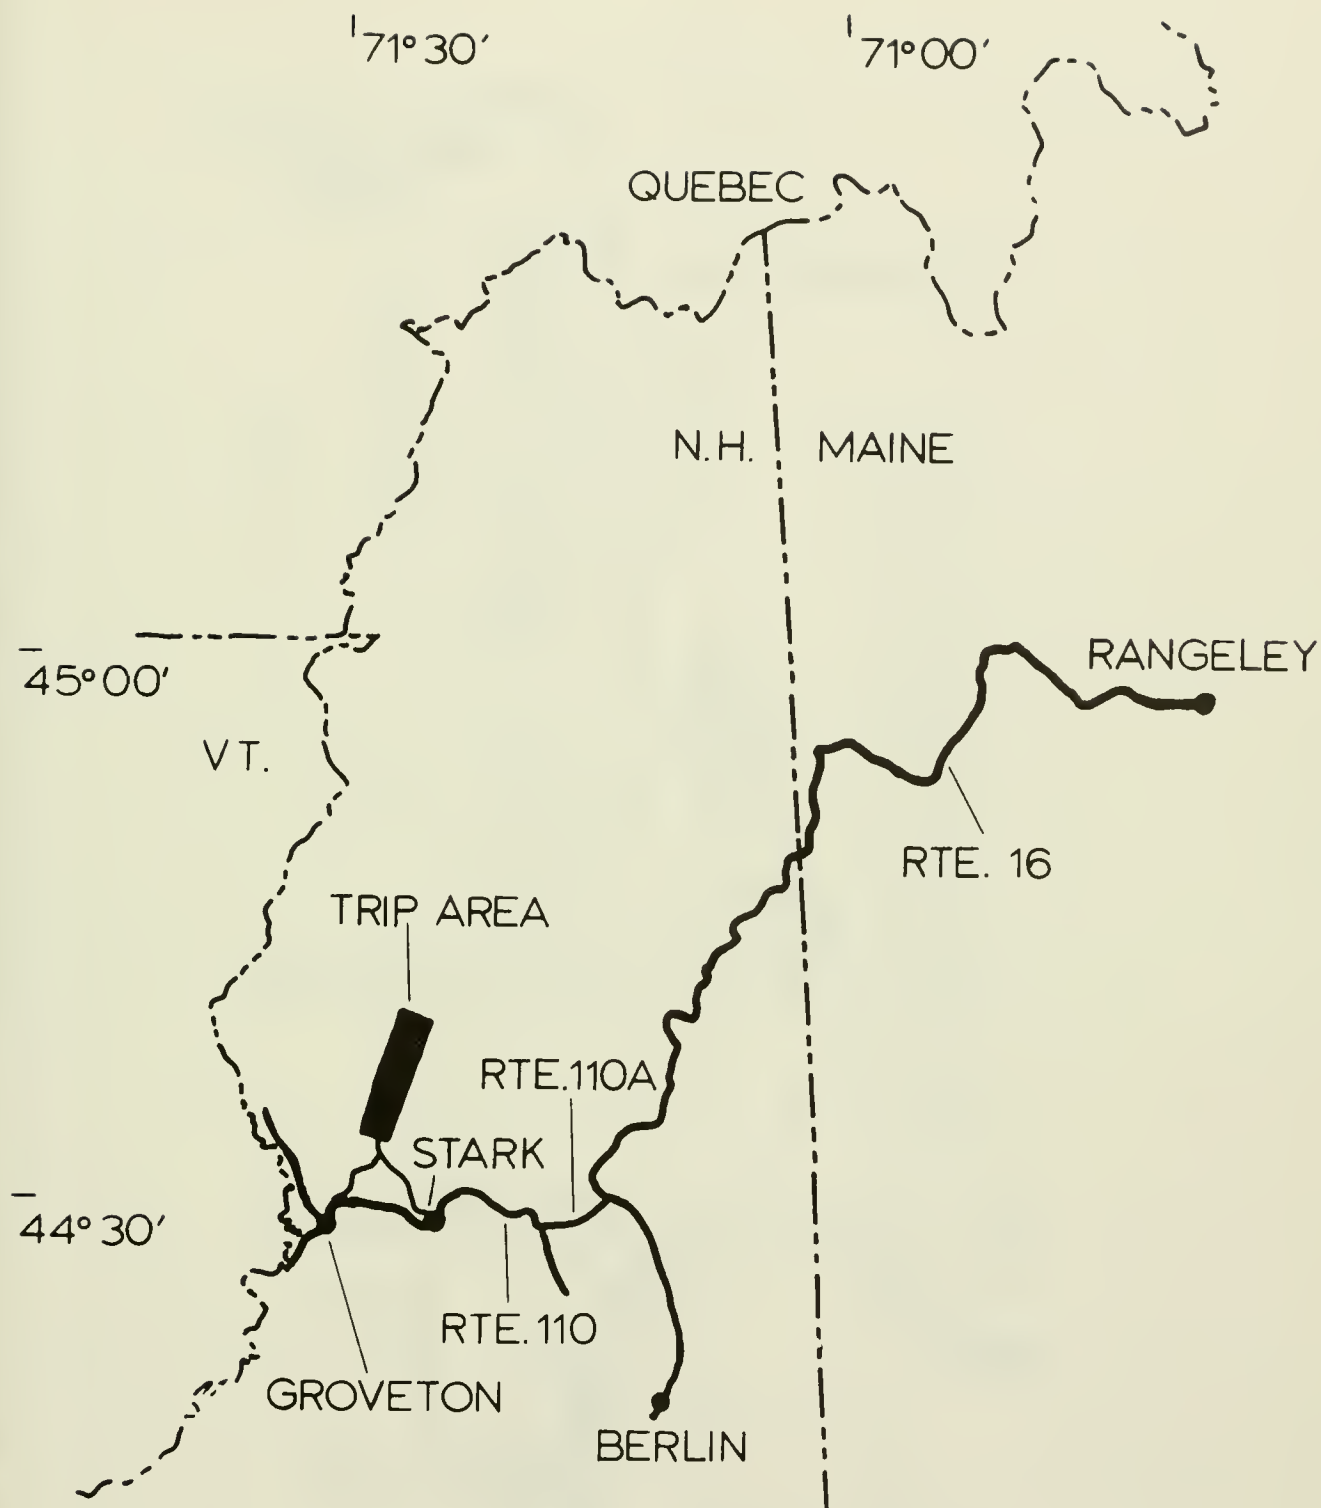 71°30'
71°00'
QUEBEC
N.H.
MAINE
RANGELEY
45°00'
VT.
RTE. 16
TRIP AREA
RTE.110A
STARK
44°30'
RTE. 110
GROVETON
BERLIN